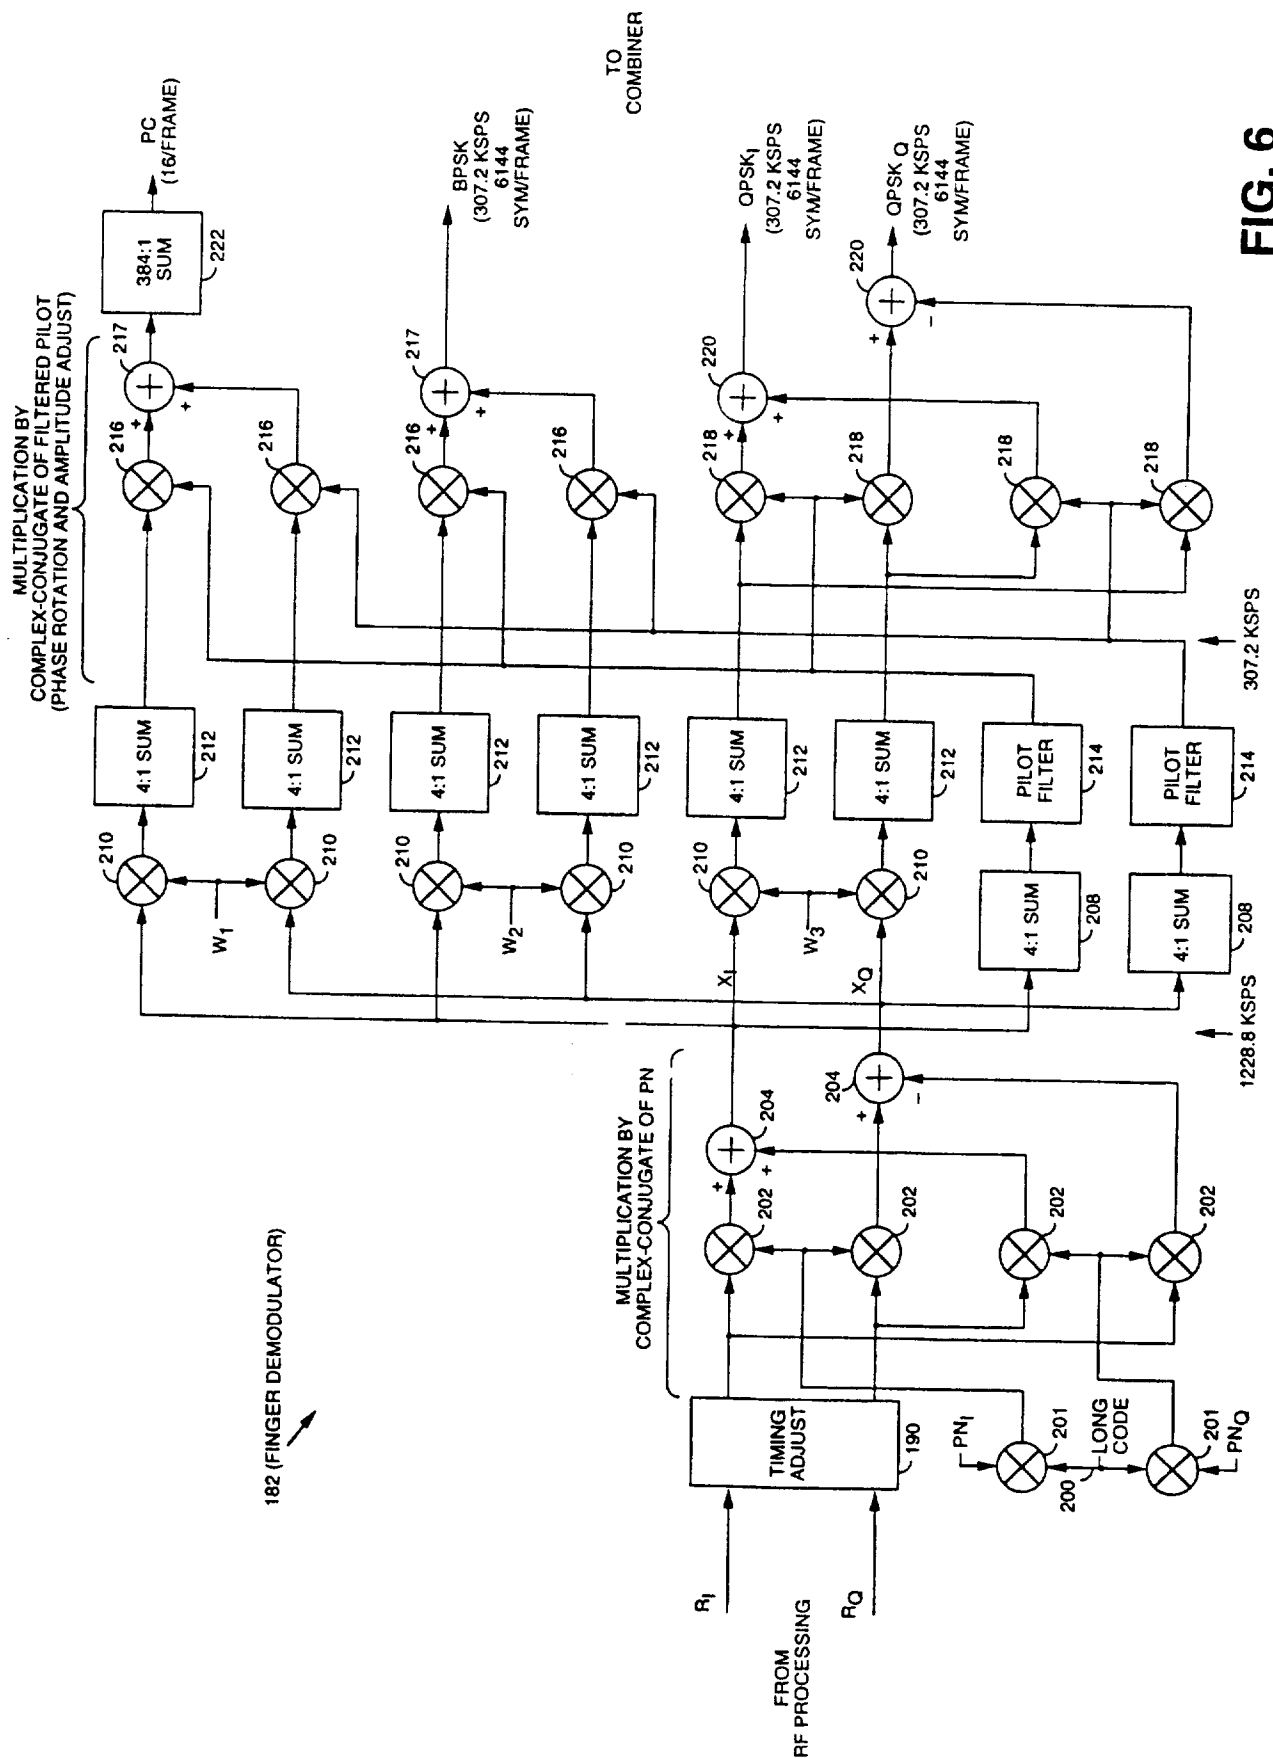 182 (FINGER DEMODULATOR)
FROM
RF PROCESSING
R_I
R_Q
TIMING
ADJUST
190
PN_I
201
200
LONG
CODE
201
PN_Q
MULTIPLICATION BY
COMPLEX-CONJUGATE OF PN
202
202
202
202
+
+
204
+
−
204
1228.8 KSPS
X_I
X_Q
210
W_1
210
210
W_2
210
210
W_3
210
4:1 SUM
208
4:1 SUM
208
4:1 SUM
212
4:1 SUM
212
4:1 SUM
212
4:1 SUM
212
4:1 SUM
212
4:1 SUM
212
PILOT
FILTER
214
PILOT
FILTER
214
307.2 KSPS
MULTIPLICATION BY
COMPLEX-CONJUGATE OF FILTERED PILOT
(PHASE ROTATION AND AMPLITUDE ADJUST)
216
216
216
216
218
218
218
218
+
+
217
+
+
217
+
+
220
+
−
220
384:1
SUM
222
PC
(16/FRAME)
BPSK
(307.2 KSPS
6144
SYM/FRAME)
QPSK_I
(307.2 KSPS
6144
SYM/FRAME)
QPSK_Q
(307.2 KSPS
6144
SYM/FRAME)
TO
COMBINER
FIG. 6